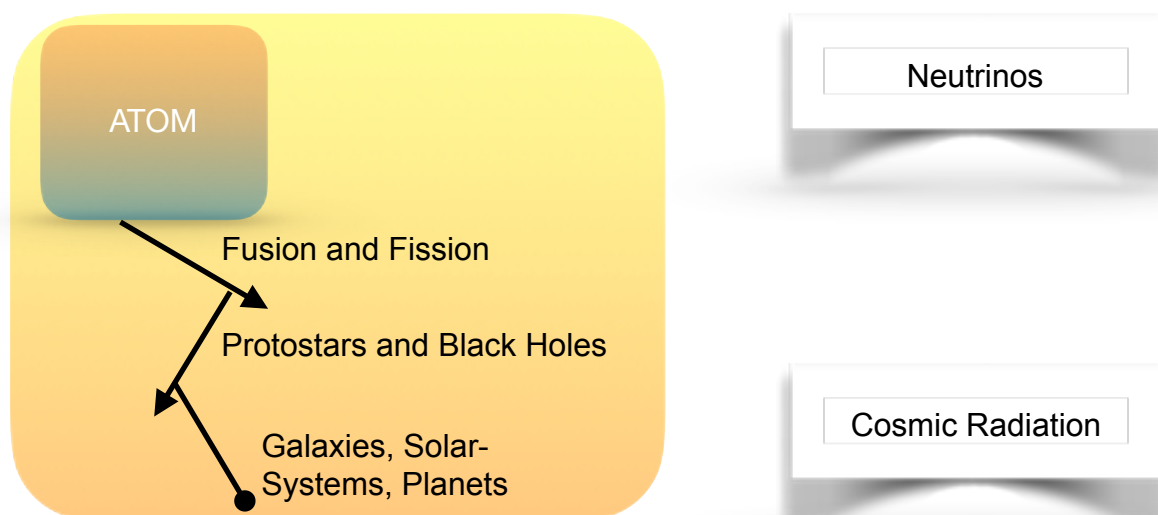 ATOM
Neutrinos
Fusion and Fission
Protostars and Black Holes
Cosmic Radiation
Galaxies, Solar-
Systems, Planets